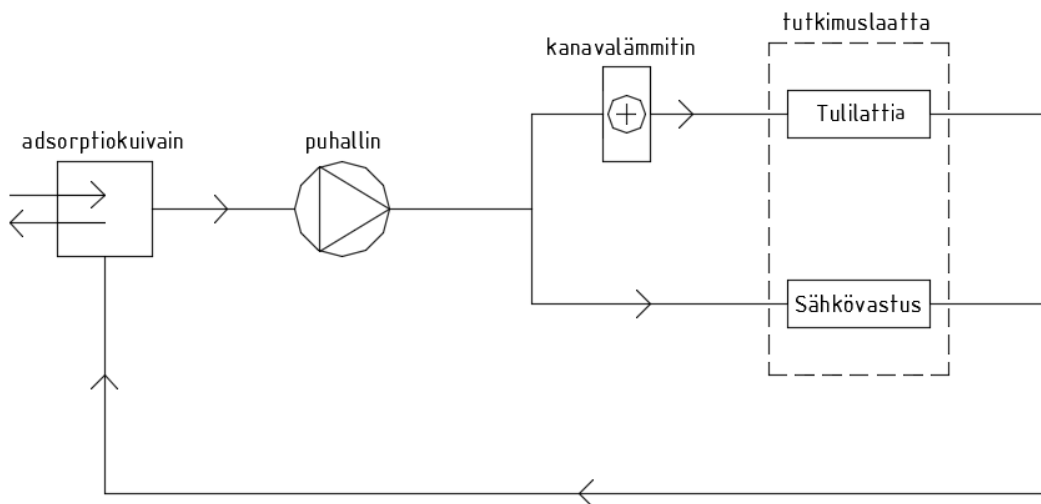 tutkimuslaatta
kanavalämmitin
Tulilattia
adsorptiokuivain
puhallin
Sähkövastus